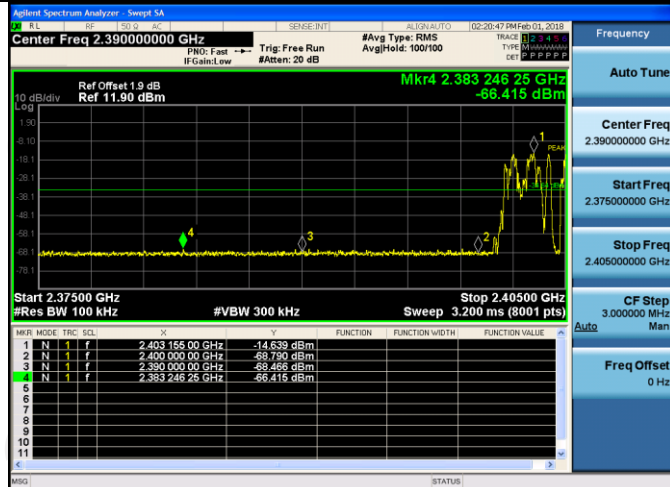 Agilent Spectrum Analyzer - Swept SA
RL RF 50 Ω AC SENSE:INT ALIGNAUTO 02:20:47 PM Feb 01, 2018
Center Freq 2.390000000 GHz
PNO: Fast
IFGain:Low
Trig: Free Run
#Atten: 20 dB
#Avg Type: RMS
Avg|Hold: 100/100
TRACE 1 2 3 4 5 6
TYPE M
DET P P P P P P
Frequency
Auto Tune
Center Freq
2.390000000 GHz
Start Freq
2.375000000 GHz
Stop Freq
2.405000000 GHz
CF Step
3.000000 MHz
Auto Man
Freq Offset
0 Hz
Mkr4 2.383 246 25 GHz
-66.415 dBm
Ref Offset 1.9 dB
10 dB/div Ref 11.90 dBm
Log
1.90
-8.10
-18.1
-28.1
-38.1
-48.1
-58.1
-68.1
-78.1
1
PEAK
4
3
2
Start 2.37500 GHz Stop 2.40500 GHz
#Res BW 100 kHz #VBW 300 kHz Sweep 3.200 ms (8001 pts)
MKR MODE TRC SCL X Y FUNCTION FUNCTION WIDTH FUNCTION VALUE
1 N 1 f 2.403 155 00 GHz -14.639 dBm
2 N 1 f 2.400 000 00 GHz -68.790 dBm
3 N 1 f 2.390 000 00 GHz -68.466 dBm
4 N 1 f 2.383 246 25 GHz -66.415 dBm
5
6
7
8
9
10
11
MSG STATUS